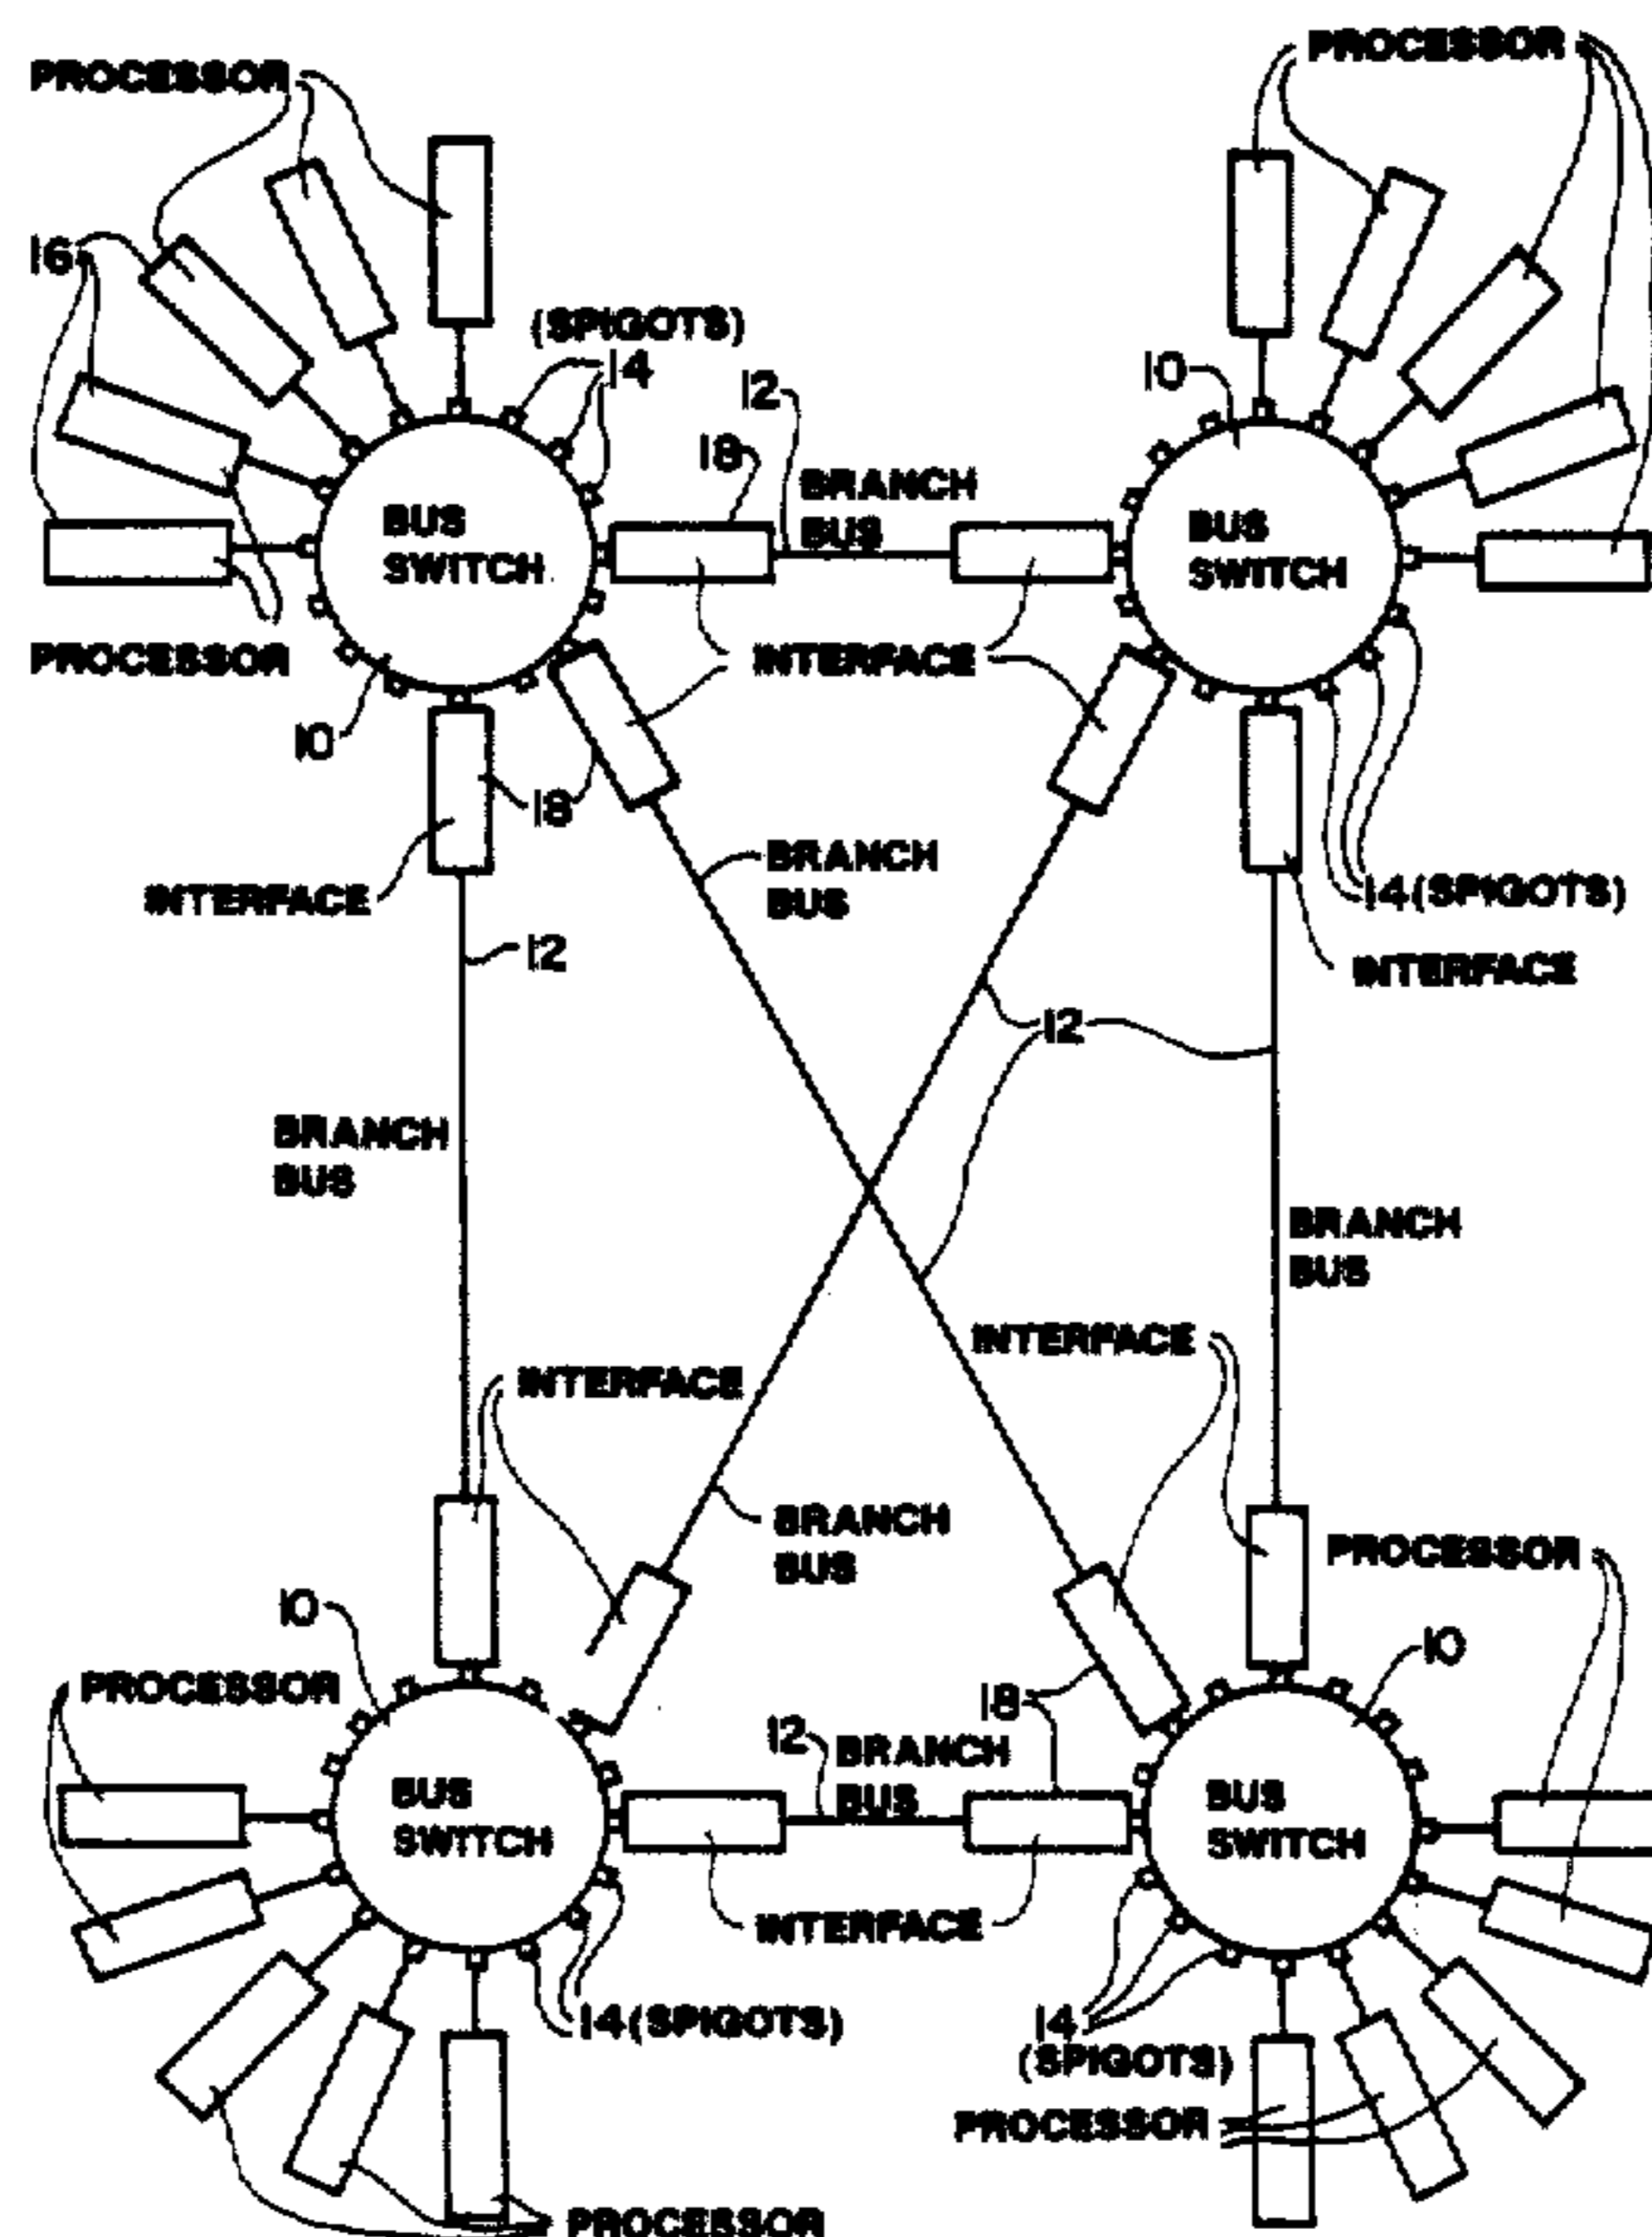 PROCESSOR
PROCESSOR
16
(SPIGOTS)
14
12
10
18
BRANCH
BUS
BUS
SWITCH
BUS
SWITCH
PROCESSOR
INTERFACE
10
18
BRANCH
BUS
INTERFACE
14(SPIGOTS)
12
INTERFACE
12
BRANCH
BUS
BRANCH
BUS
INTERFACE
INTERFACE
BRANCH
BUS
PROCESSOR
10
10
PROCESSOR
18
12
BRANCH
BUS
BUS
SWITCH
BUS
SWITCH
INTERFACE
14(SPIGOTS)
14
(SPIGOTS)
PROCESSOR
PROCESSOR